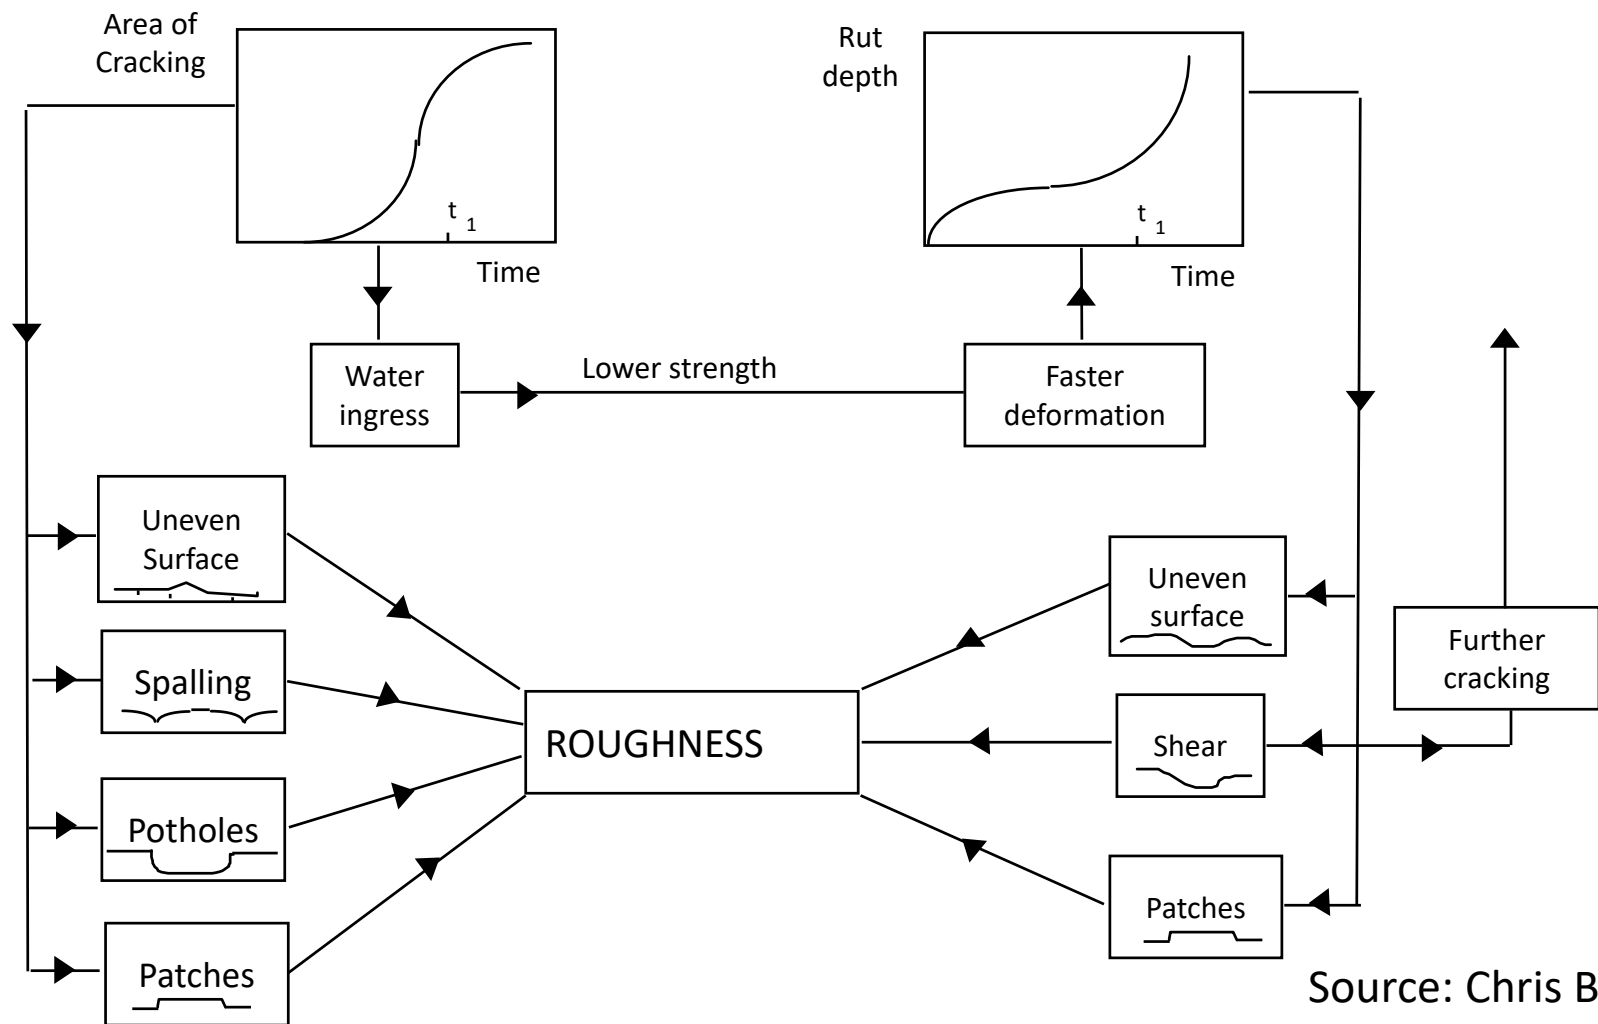 Area of
Cracking
t 1
Time
Rut
depth
t 1
Time
Water
ingress
Lower strength
Faster
deformation
Uneven
Surface
Spalling
Potholes
Patches
ROUGHNESS
Uneven
surface
Shear
Patches
Further
cracking
Source: Chris B